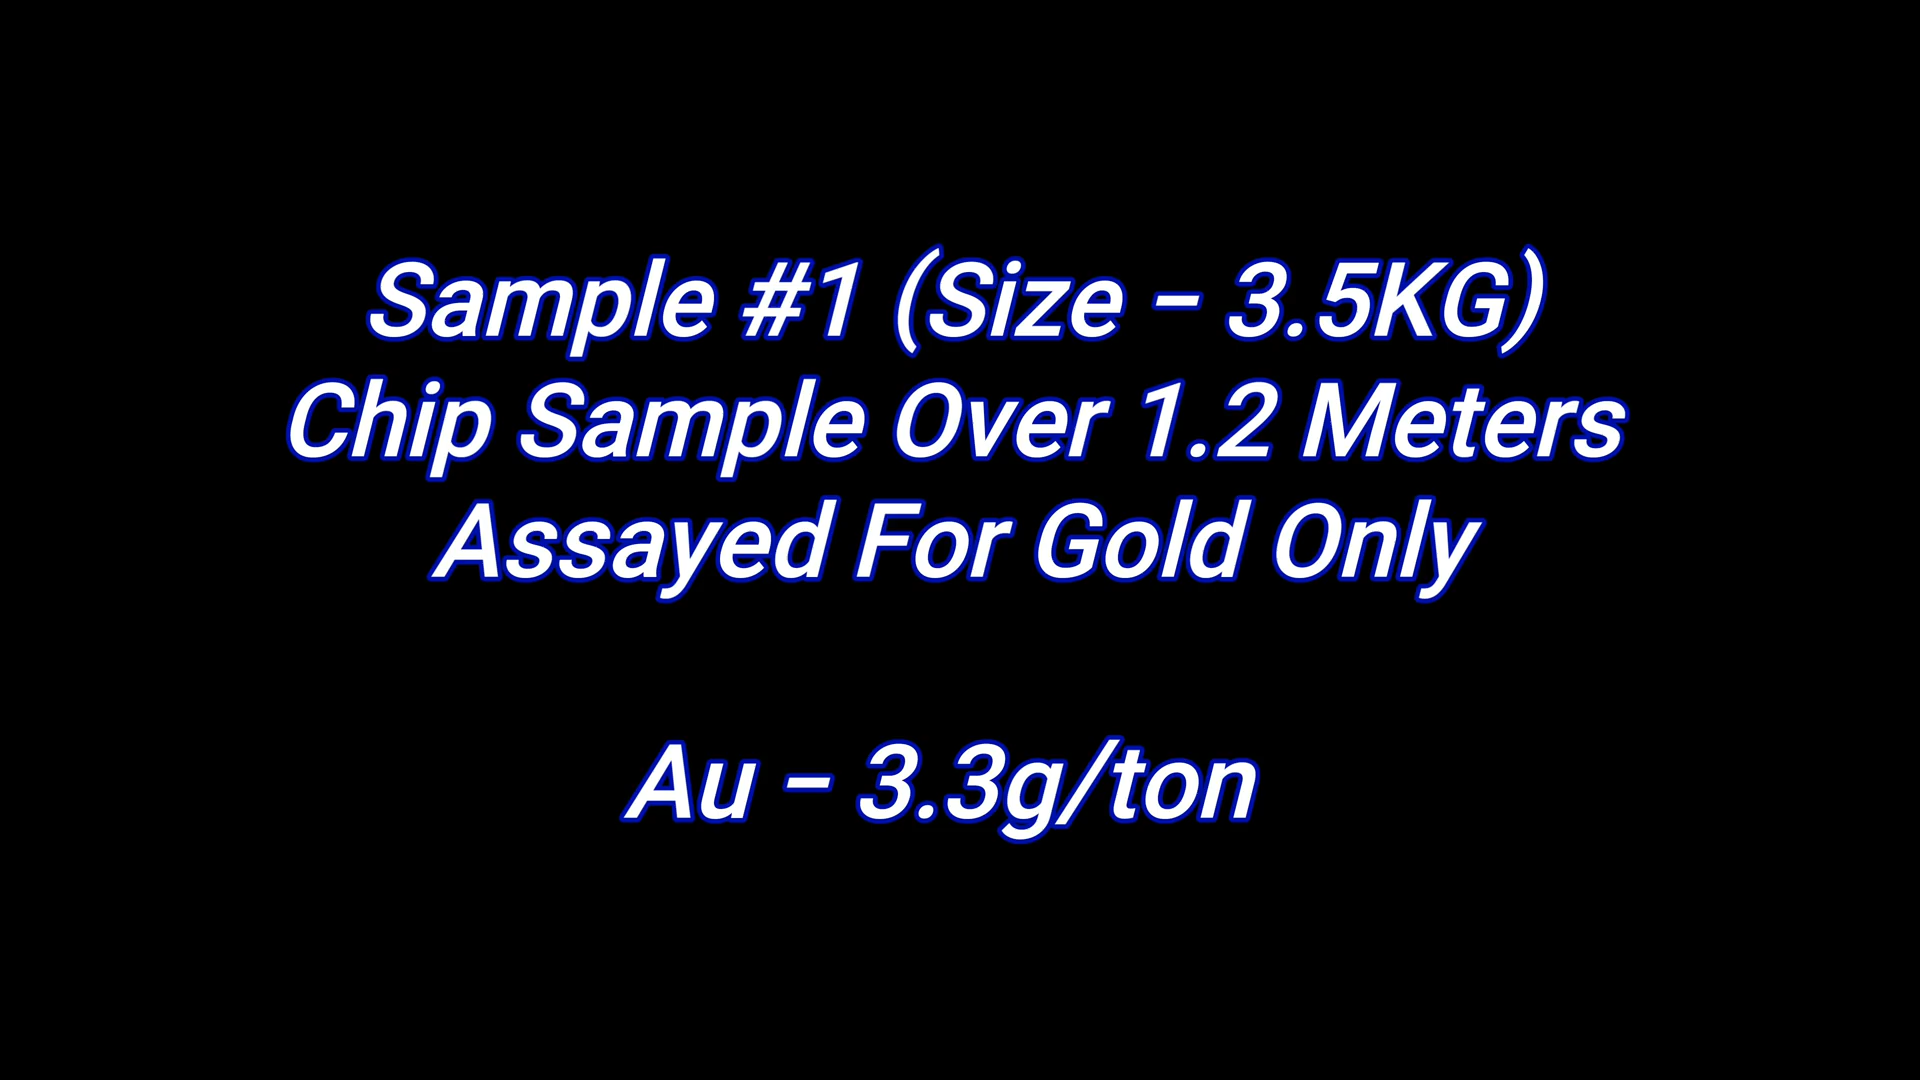 Sample #1 (Size - 3.5KG)
Chip Sample Over 1.2 Meters
Assayed For Gold Only
Au - 3.3g/ton